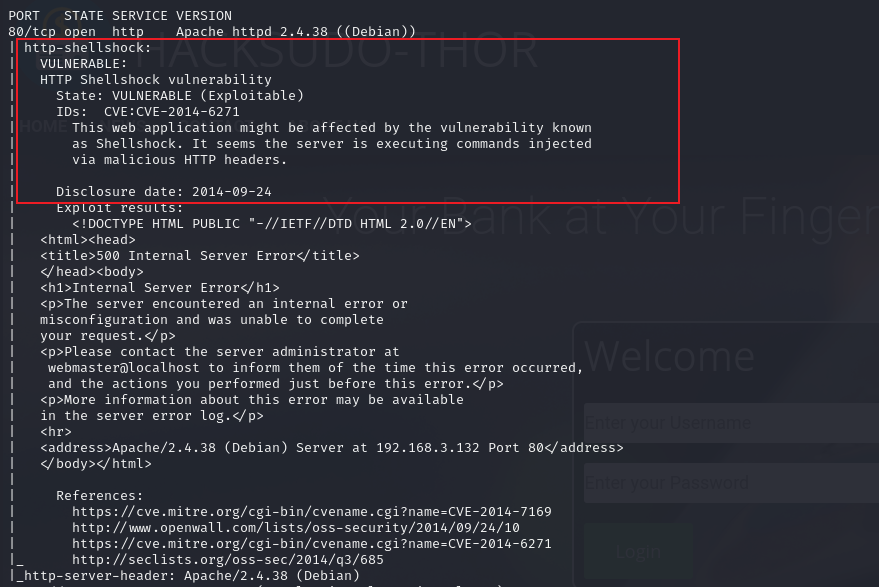 PORT   STATE SERVICE VERSION
80/tcp open  http    Apache httpd 2.4.38 ((Debian))
| http-shellshock:
|   VULNERABLE:
|   HTTP Shellshock vulnerability
|     State: VULNERABLE (Exploitable)
|     IDs:  CVE:CVE-2014-6271
|       This web application might be affected by the vulnerability known
|       as Shellshock. It seems the server is executing commands injected
|       via malicious HTTP headers.
|
|     Disclosure date: 2014-09-24
|     Exploit results:
|       <!DOCTYPE HTML PUBLIC "-//IETF//DTD HTML 2.0//EN">
|   <html><head>
|   <title>500 Internal Server Error</title>
|   </head><body>
|   <h1>Internal Server Error</h1>
|   <p>The server encountered an internal error or
|   misconfiguration and was unable to complete
|   your request.</p>
|   <p>Please contact the server administrator at
|    webmaster@localhost to inform them of the time this error occurred,
|    and the actions you performed just before this error.</p>
|   <p>More information about this error may be available
|   in the server error log.</p>
|   <hr>
|   <address>Apache/2.4.38 (Debian) Server at 192.168.3.132 Port 80</address>
|   </body></html>
|
|     References:
|       https://cve.mitre.org/cgi-bin/cvename.cgi?name=CVE-2014-7169
|       http://www.openwall.com/lists/oss-security/2014/09/24/10
|       https://cve.mitre.org/cgi-bin/cvename.cgi?name=CVE-2014-6271
|_      http://seclists.org/oss-sec/2014/q3/685
|_http-server-header: Apache/2.4.38 (Debian)
HACKSUDO-THOR
HOME
Your Bank at Your Finger
Welcome
Enter your Username
Enter your Password
Login